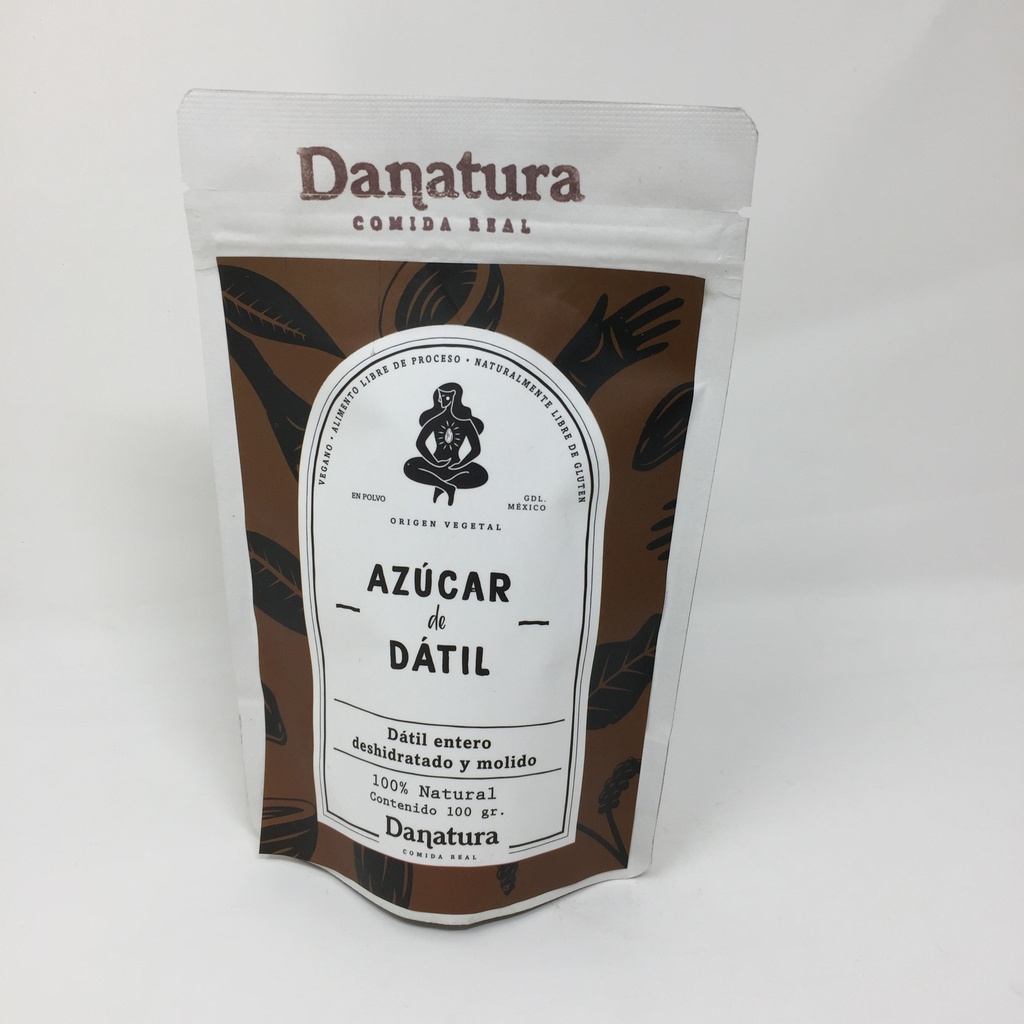 Danatura
COMIDA REAL
VEGANO • ALIMENTO LIBRE DE PROCESO • NATURALMENTE LIBRE DE GLUTEN
EN POLVO
GDL.
MÉXICO
ORIGEN VEGETAL
AZÚCAR
de
DÁTIL
Dátil entero
deshidratado y molido
100% Natural
Contenido 100 gr.
Danatura
COMIDA REAL